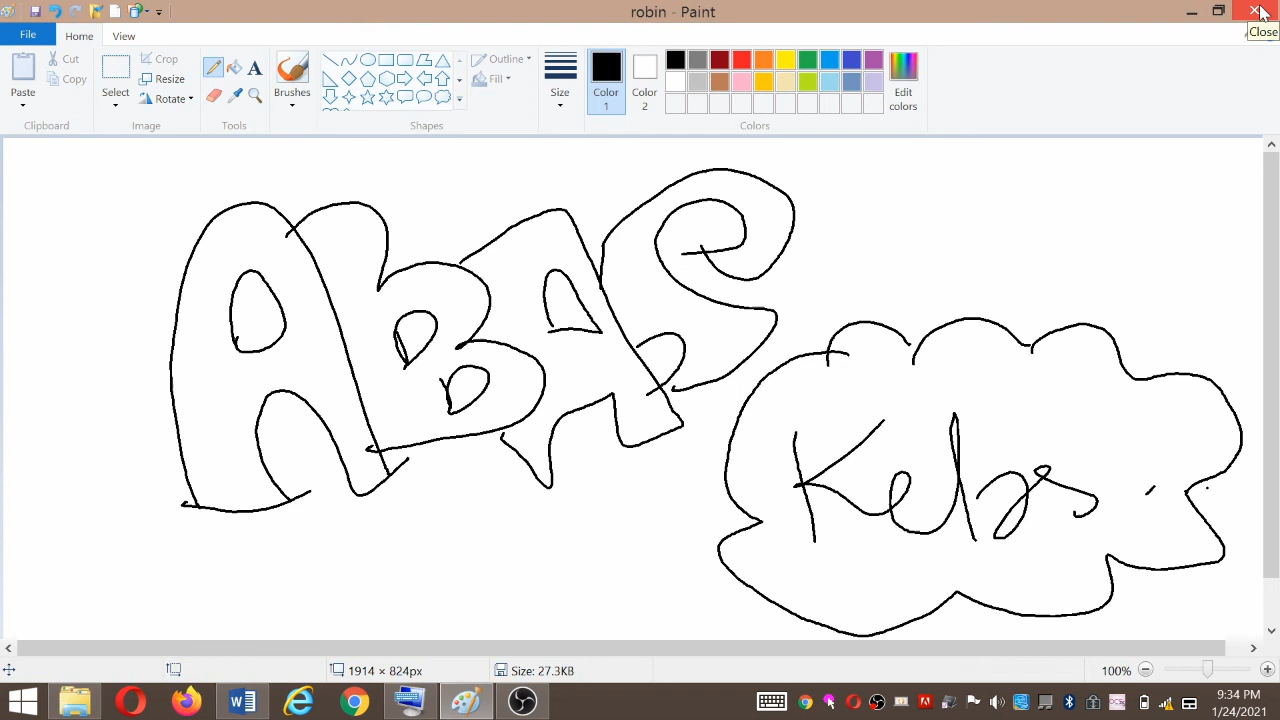 robin - Paint
Close
File Home View
Paste Cut Copy
Clipboard
Select Crop Resize Rotate
Image
Tools
Brushes
Shapes
Outline Fill
Size
Color 1 Color 2
Edit colors
Colors
ABAS
Kebs
1914 × 824px Size: 27.3KB 100%
9:34 PM
1/24/2021